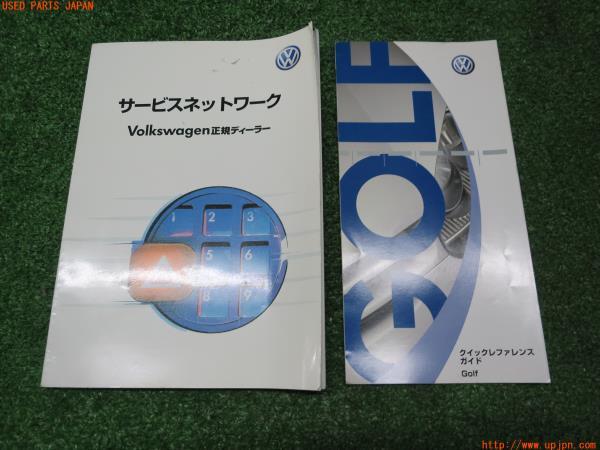 USED PARTS JAPAN
サービスネットワーク
Volkswagen正規ディーラー
1 2 3
5 6
8 9
GOLF
クイックレファレンス
ガイド
Golf
http://www.upjpn.com/